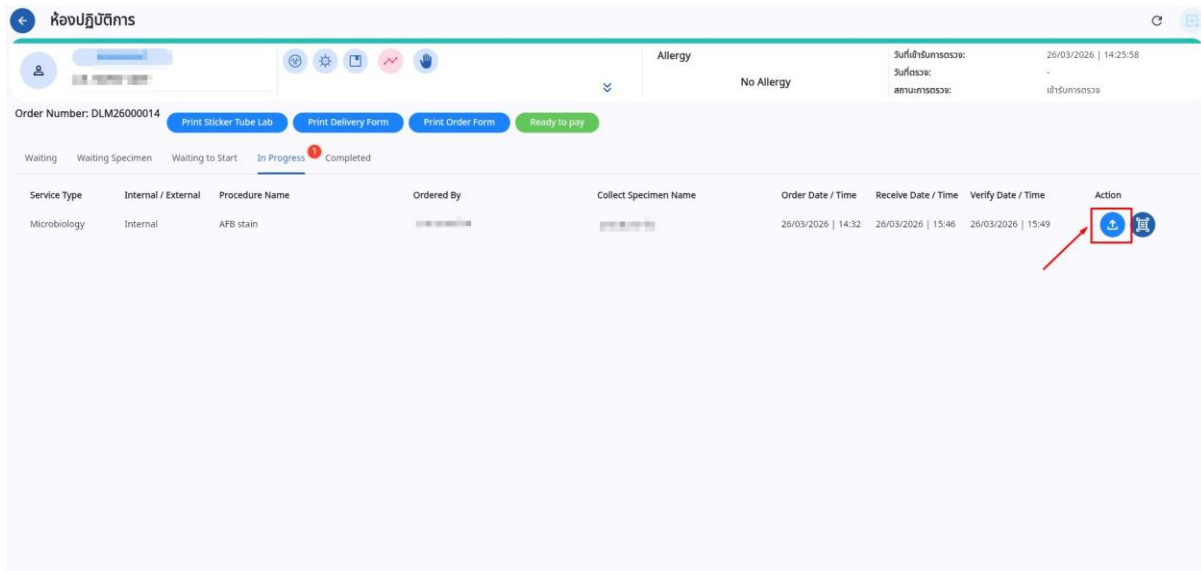 ห้องปฏิบัติการ
Allergy
No Allergy
วันที่เข้ารับการตรวจ: 26/03/2026 | 14:25:58
วันที่ตรวจ: -
สถานะการตรวจ: เข้ารับการตรวจ
Order Number: DLM26000014 Print Sticker Tube Lab Print Delivery Form Print Order Form Ready to pay
Waiting Waiting Specimen Waiting to Start In Progress 1 Completed
Service Type Internal / External Procedure Name Ordered By Collect Specimen Name Order Date / Time Receive Date / Time Verify Date / Time Action
Microbiology Internal AFB stain 26/03/2026 | 14:32 26/03/2026 | 15:46 26/03/2026 | 15:49